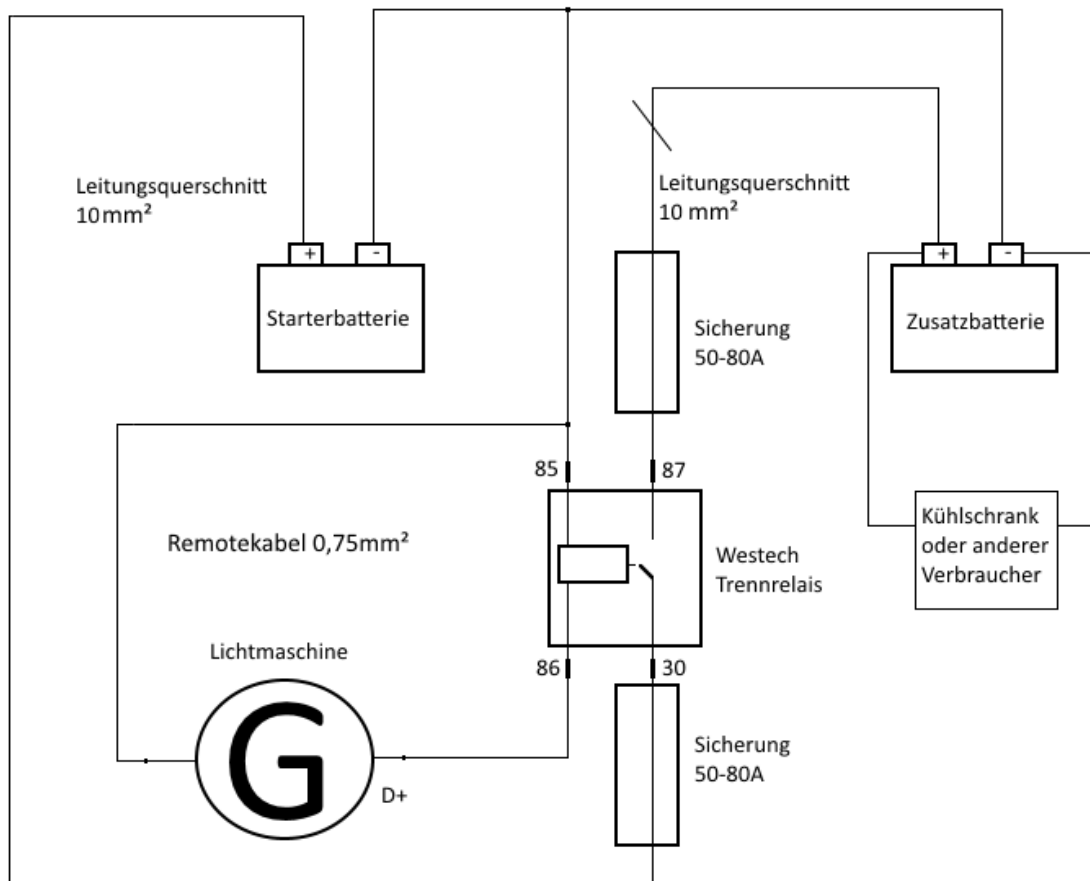 Leitungsquerschnitt
10mm²
+
-
Starterbatterie
Leitungsquerschnitt
10 mm²
Sicherung
50-80A
+
-
Zusatzbatterie
85
87
Remotekabel 0,75mm²
Westech
Trennrelais
Kühlschrank
oder anderer
Verbraucher
Lichtmaschine
86
30
G
D+
Sicherung
50-80A